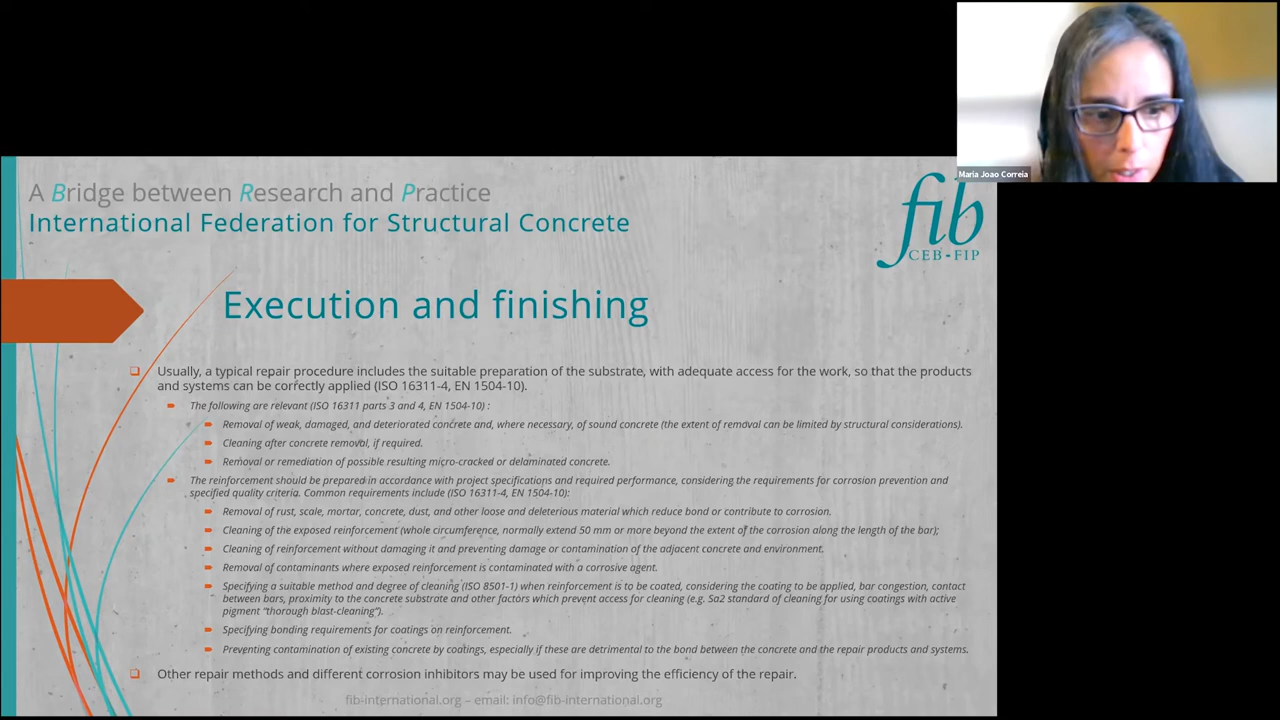 Maria Joao Correia
A Bridge between Research and Practice
International Federation for Structural Concrete
fib
CEB-FIP
Execution and finishing
Usually, a typical repair procedure includes the suitable preparation of the substrate, with adequate access for the work, so that the products
and systems can be correctly applied (ISO 16311-4, EN 1504-10).
The following are relevant (ISO 16311 parts 3 and 4, EN 1504-10) :
Removal of weak, damaged, and deteriorated concrete and, where necessary, of sound concrete (the extent of removal can be limited by structural considerations).
Cleaning after concrete removal, if required.
Removal or remediation of possible resulting micro-cracked or delaminated concrete.
The reinforcement should be prepared in accordance with project specifications and required performance, considering the requirements for corrosion prevention and
specified quality criteria. Common requirements include (ISO 16311-4, EN 1504-10):
Removal of rust, scale, mortar, concrete, dust, and other loose and deleterious material which reduce bond or contribute to corrosion.
Cleaning of the exposed reinforcement (whole circumference, normally extend 50 mm or more beyond the extent of the corrosion along the length of the bar);
Cleaning of reinforcement without damaging it and preventing damage or contamination of the adjacent concrete and environment.
Removal of contaminants where exposed reinforcement is contaminated with a corrosive agent.
Specifying a suitable method and degree of cleaning (ISO 8501-1) when reinforcement is to be coated, considering the coating to be applied, bar congestion, contact
between bars, proximity to the concrete substrate and other factors which prevent access for cleaning (e.g. Sa2 standard of cleaning for using coatings with active
pigment “thorough blast-cleaning”).
Specifying bonding requirements for coatings on reinforcement.
Preventing contamination of existing concrete by coatings, especially if these are detrimental to the bond between the concrete and the repair products and systems.
Other repair methods and different corrosion inhibitors may be used for improving the efficiency of the repair.
fib-international.org – email: info@fib-international.org